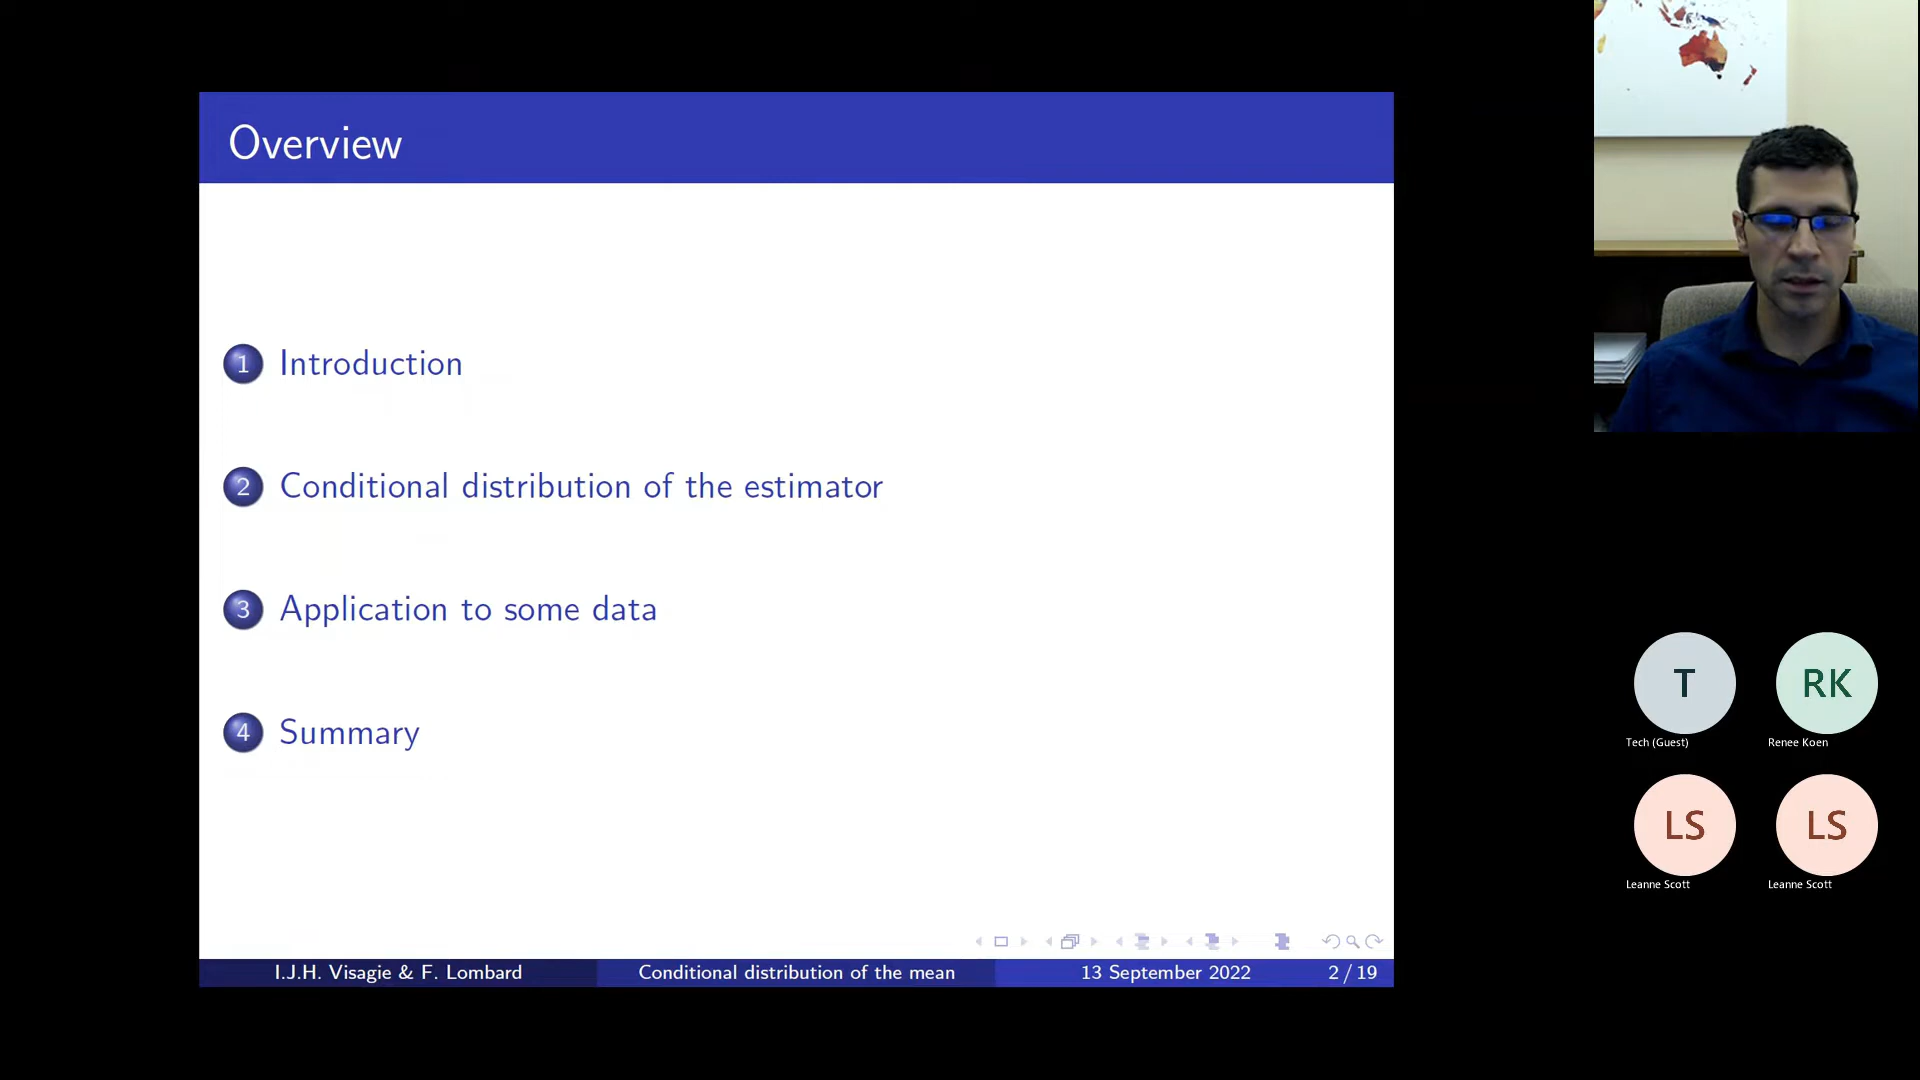 Overview
1 Introduction
2 Conditional distribution of the estimator
3 Application to some data
4 Summary
I.J.H. Visagie & F. Lombard Conditional distribution of the mean 13 September 2022 2 / 19
T RK
Tech (Guest) Renee Koen
LS LS
Leanne Scott Leanne Scott